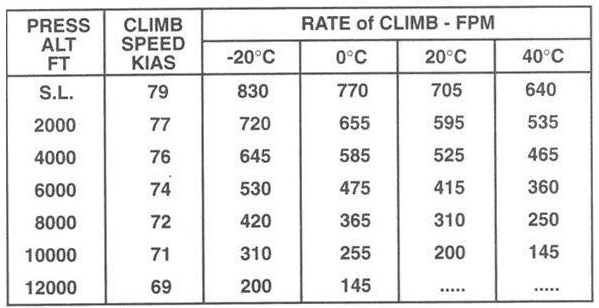 PRESS ALT FT CLIMB SPEED KIAS RATE of CLIMB - FPM
-20°C 0°C 20°C 40°C
S.L. 79 830 770 705 640
2000 77 720 655 595 535
4000 76 645 585 525 465
6000 74 530 475 415 360
8000 72 420 365 310 250
10000 71 310 255 200 145
12000 69 200 145 ..... .....